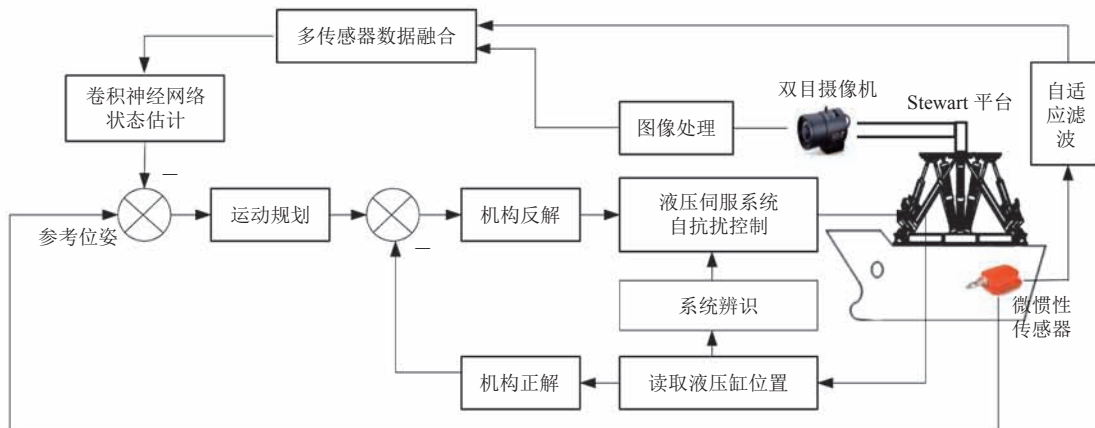 多传感器数据融合
卷积神经网络
状态估计
图像处理
双目摄像机
Stewart 平台
自适
应滤
波
—
参考位姿
运动规划
—
机构反解
液压伺服系统
自抗扰控制
系统辨识
微惯性
传感器
机构正解
读取液压缸位置